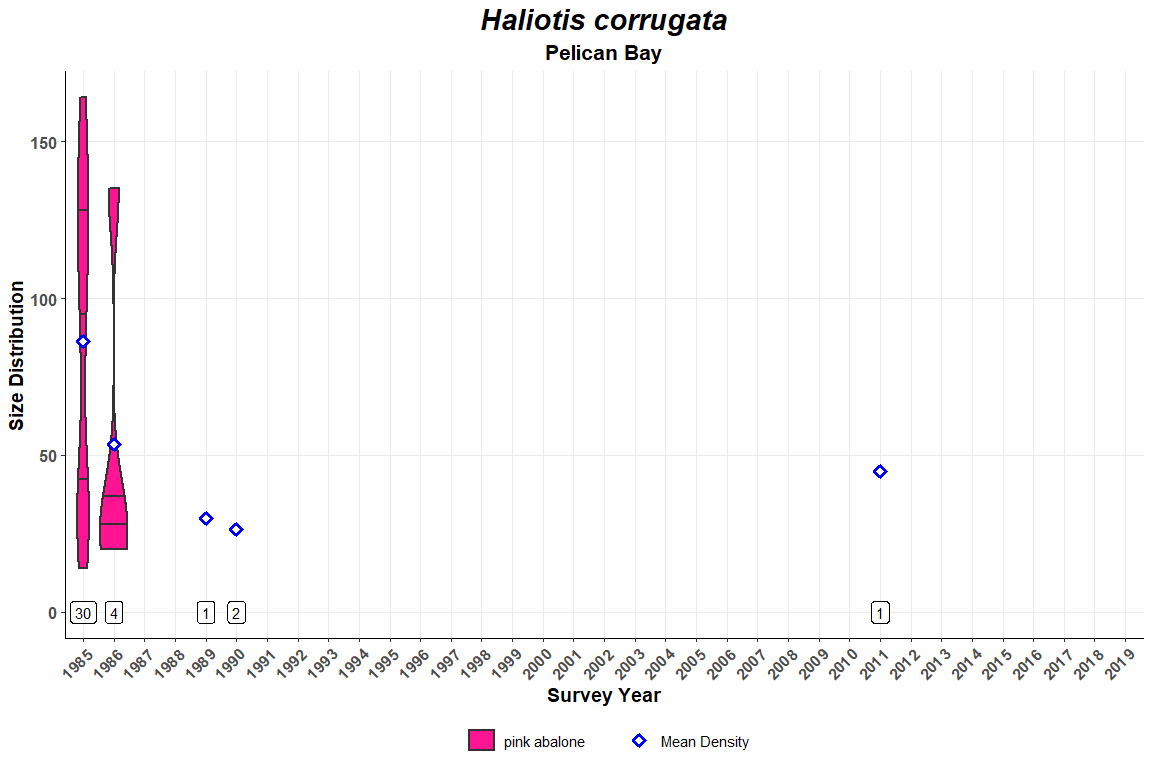 Haliotis corrugata
Pelican Bay
Size Distribution
150
100
50
0
30 4 1 2 1
1985 1986 1987 1988 1989 1990 1991 1992 1993 1994 1995 1996 1997 1998 1999 2000 2001 2002 2003 2004 2005 2006 2007 2008 2009 2010 2011 2012 2013 2014 2015 2016 2017 2018 2019
Survey Year
pink abalone Mean Density